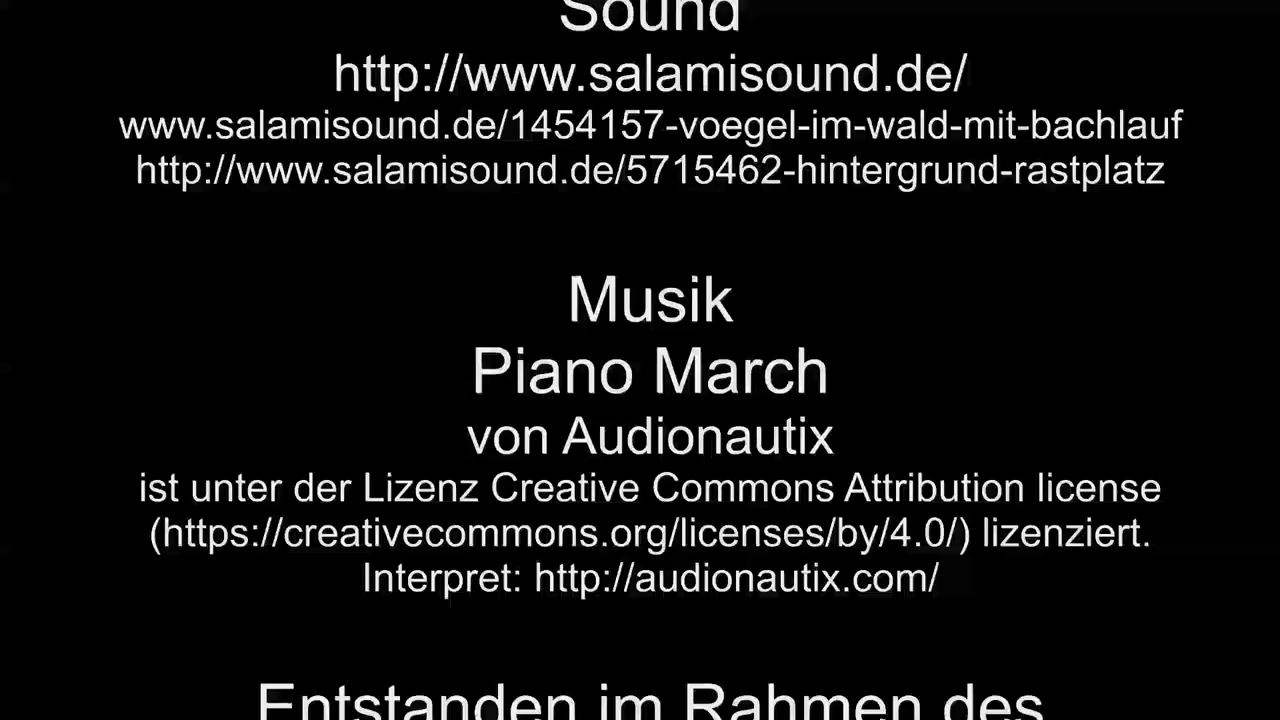 Sound
http://www.salamisound.de/
www.salamisound.de/1454157-voegel-im-wald-mit-bachlauf
http://www.salamisound.de/5715462-hintergrund-rastplatz
Musik
Piano March
von Audionautix
ist unter der Lizenz Creative Commons Attribution license
(https://creativecommons.org/licenses/by/4.0/) lizenziert.
Interpret: http://audionautix.com/
Entstanden im Rahmen des